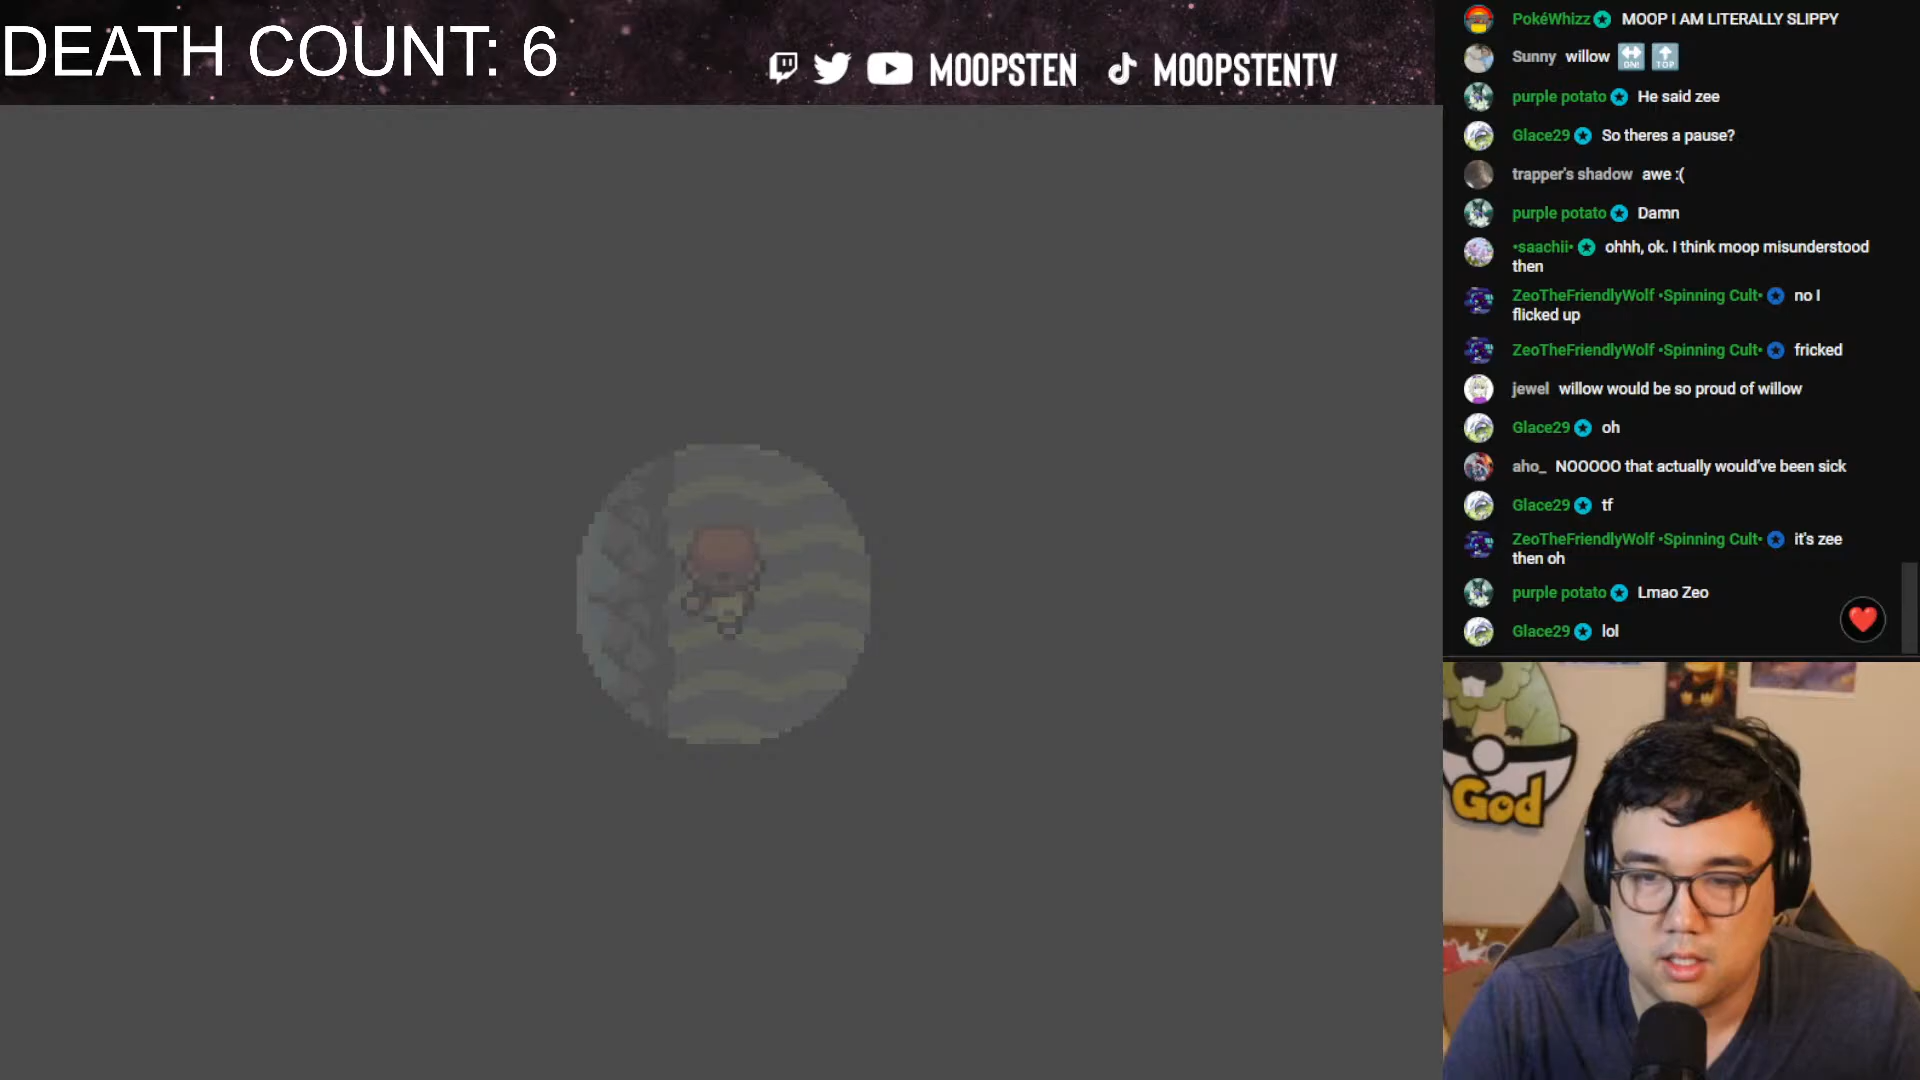 DEATH COUNT: 6
MOOPSTEN
MOOPSTENTV
PokéWhizz MOOP I AM LITERALLY SLIPPY
Sunny willow ON! TOP
purple potato He said zee
Glace29 So theres a pause?
trapper's shadow awe :(
purple potato Damn
•saachii• ohhh, ok. I think moop misunderstood
then
ZeoTheFriendlyWolf •Spinning Cult• no I
flicked up
ZeoTheFriendlyWolf •Spinning Cult• fricked
jewel willow would be so proud of willow
Glace29 oh
aho_ NOOOOO that actually would've been sick
Glace29 tf
ZeoTheFriendlyWolf •Spinning Cult• it's zee
then oh
purple potato Lmao Zeo
Glace29 lol
God